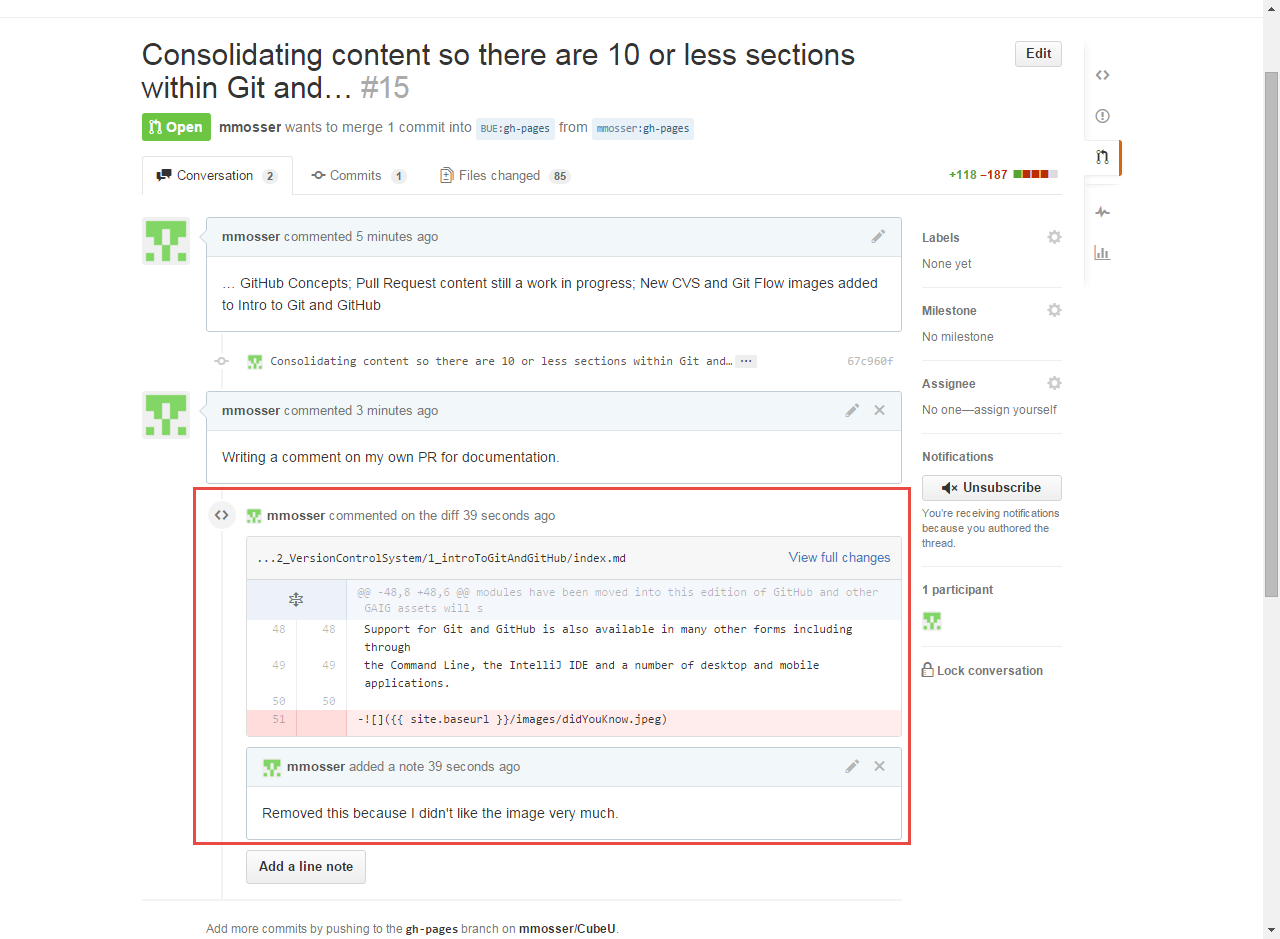 Consolidating content so there are 10 or less sections
within Git and… #15
Edit
Open mmosser wants to merge 1 commit into BUE:gh-pages from mmosser:gh-pages
Conversation 2 Commits 1 Files changed 85
+118 −187
mmosser commented 5 minutes ago
… GitHub Concepts; Pull Request content still a work in progress; New CVS and Git Flow images added
to Intro to Git and GitHub
Consolidating content so there are 10 or less sections within Git and… … 67c960f
mmosser commented 3 minutes ago
Writing a comment on my own PR for documentation.
mmosser commented on the diff 39 seconds ago
...2_VersionControlSystem/1_introToGitAndGitHub/index.md View full changes
@@ -48,8 +48,6 @@ modules have been moved into this edition of GitHub and other
GAIG assets will s
48 48 Support for Git and GitHub is also available in many other forms including
through
49 49 the Command Line, the IntelliJ IDE and a number of desktop and mobile
applications.
50 50
51 -![]({{ site.baseurl }}/images/didYouKnow.jpeg)
mmosser added a note 39 seconds ago
Removed this because I didn't like the image very much.
Add a line note
Add more commits by pushing to the gh-pages branch on mmosser/CubeU.
Labels
None yet
Milestone
No milestone
Assignee
No one—assign yourself
Notifications
Unsubscribe
You're receiving notifications
because you authored the
thread.
1 participant
Lock conversation